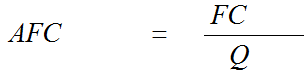 AFC = FC
Q